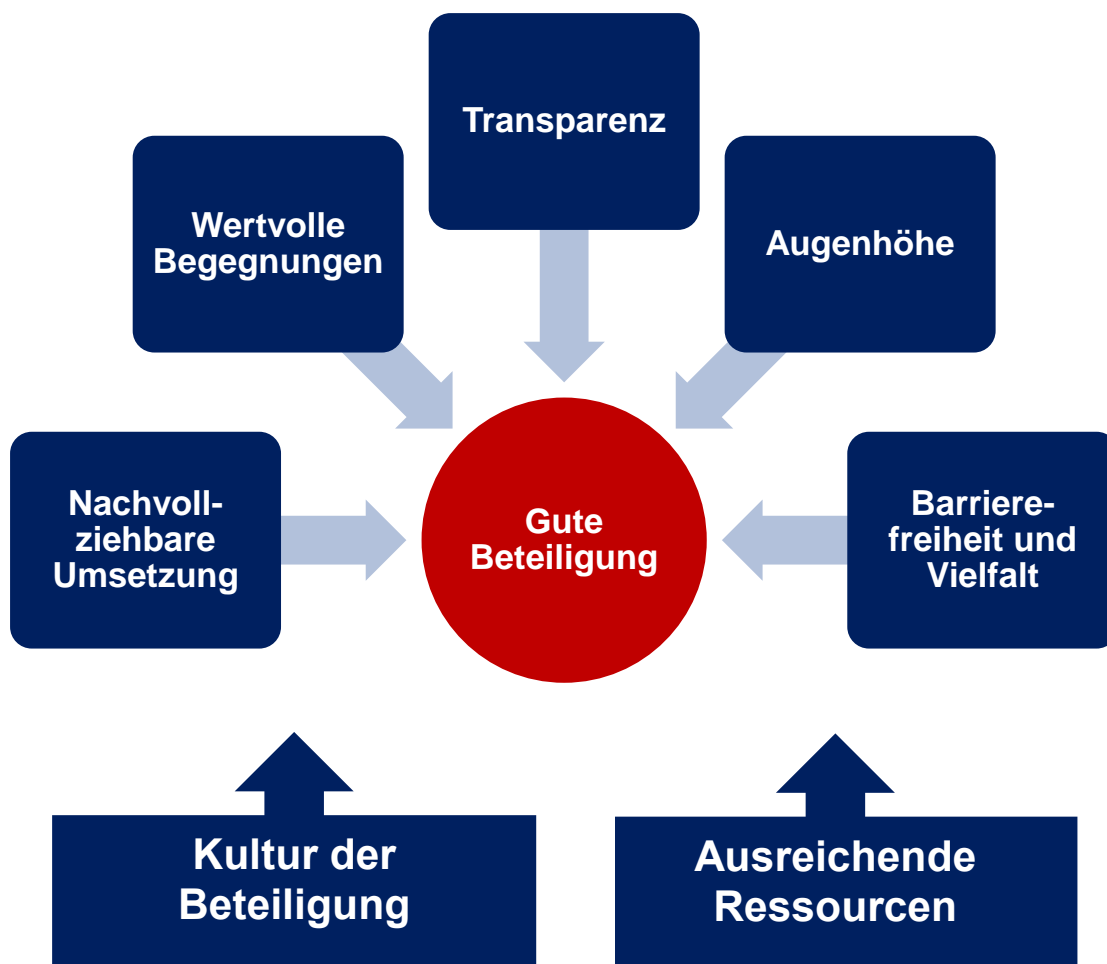 Transparenz
Wertvolle
Begegnungen
Augenhöhe
Nachvoll-
ziehbare
Umsetzung
Gute
Beteiligung
Barriere-
freiheit und
Vielfalt
Kultur der
Beteiligung
Ausreichende
Ressourcen